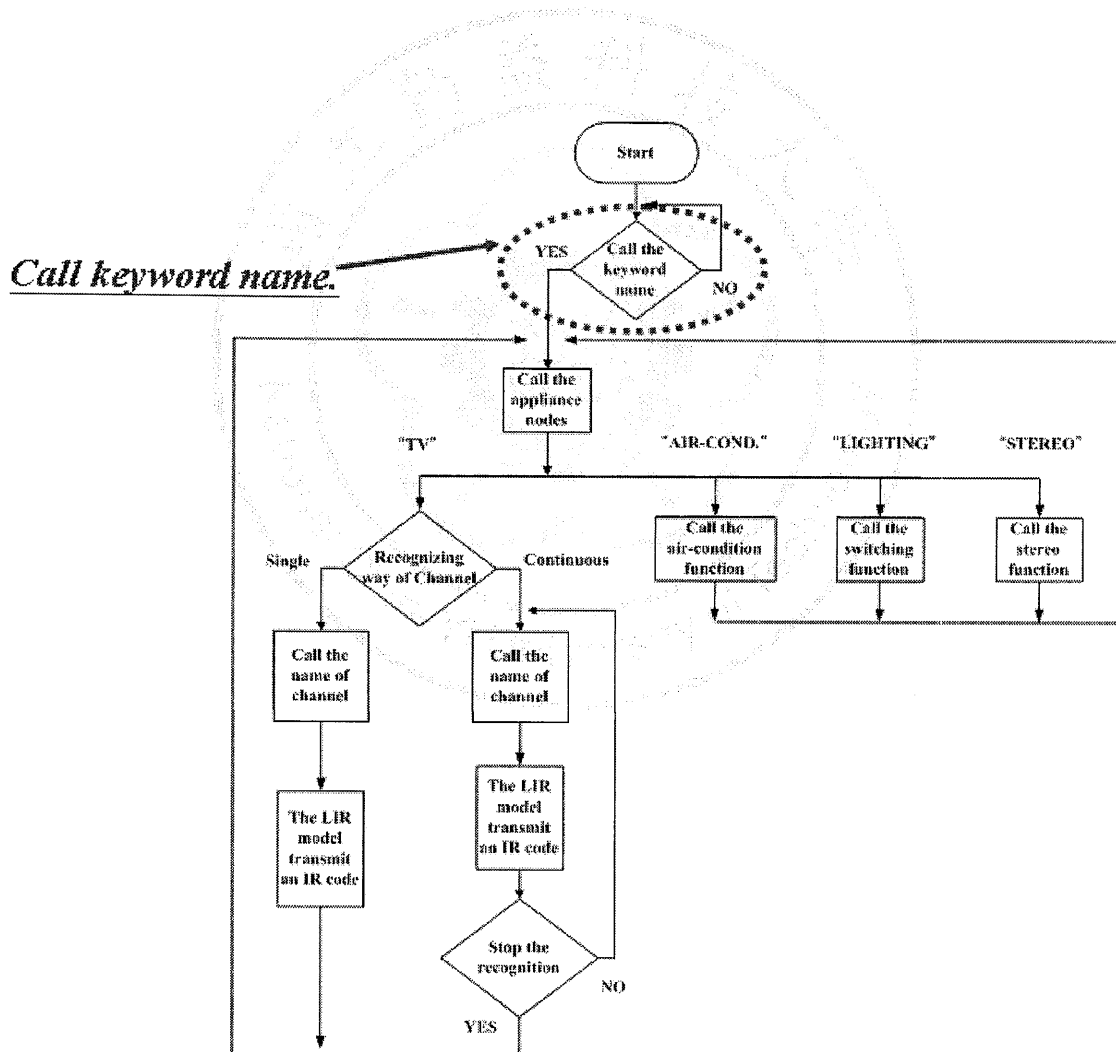 Start
YES
Call the
keyword
name
NO
Call keyword name.
Call the
appliance
nodes
"TV"
"AIR-COND."
"LIGHTING"
"STEREO"
Single
Recognizing
way of Channel
Continuous
Call the
air-condition
function
Call the
switching
function
Call the
stereo
function
Call the
name of
channel
Call the
name of
channel
The LIR
model
transmit
an IR code
The LIR
model
transmit
an IR code
Stop the
recognition
NO
YES